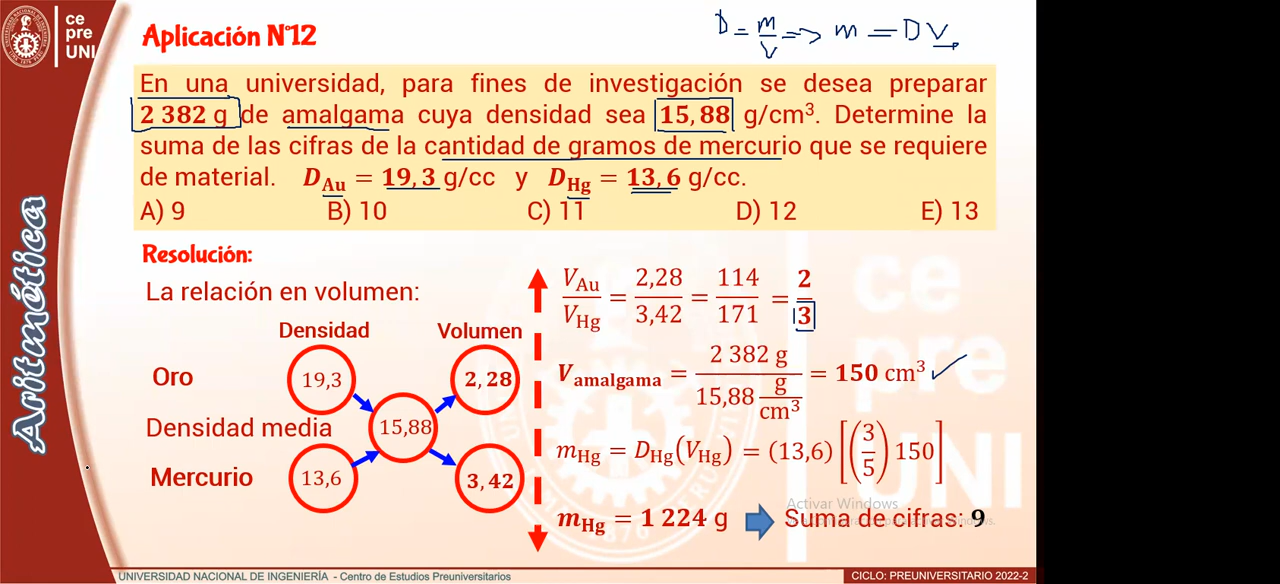 ce
pre
UNI
Aplicación N°12
D = m/V => m = DV
En una universidad, para fines de investigación se desea preparar
2 382 g de amalgama cuya densidad sea 15,88 g/cm³. Determine la
suma de las cifras de la cantidad de gramos de mercurio que se requiere
de material. D_Au = 19,3 g/cc y D_Hg = 13,6 g/cc.
A) 9 B) 10 C) 11 D) 12 E) 13
Resolución:
La relación en volumen:
Densidad Volumen
Oro 19,3 2,28
Densidad media 15,88
Mercurio 13,6 3,42
V_Au/V_Hg = 2,28/3,42 = 114/171 = 2/3
V_amalgama = 2 382 g / 15,88 g/cm³ = 150 cm³
m_Hg = D_Hg(V_Hg) = (13,6) [(3/5) 150]
m_Hg = 1 224 g Suma de cifras: 9
Activar Windows
Aritmética
ce
pre
UNI
1876
UNIVERSIDAD NACIONAL DE INGENIERÍA - Centro de Estudios Preuniversitarios
CICLO: PREUNIVERSITARIO 2022-2